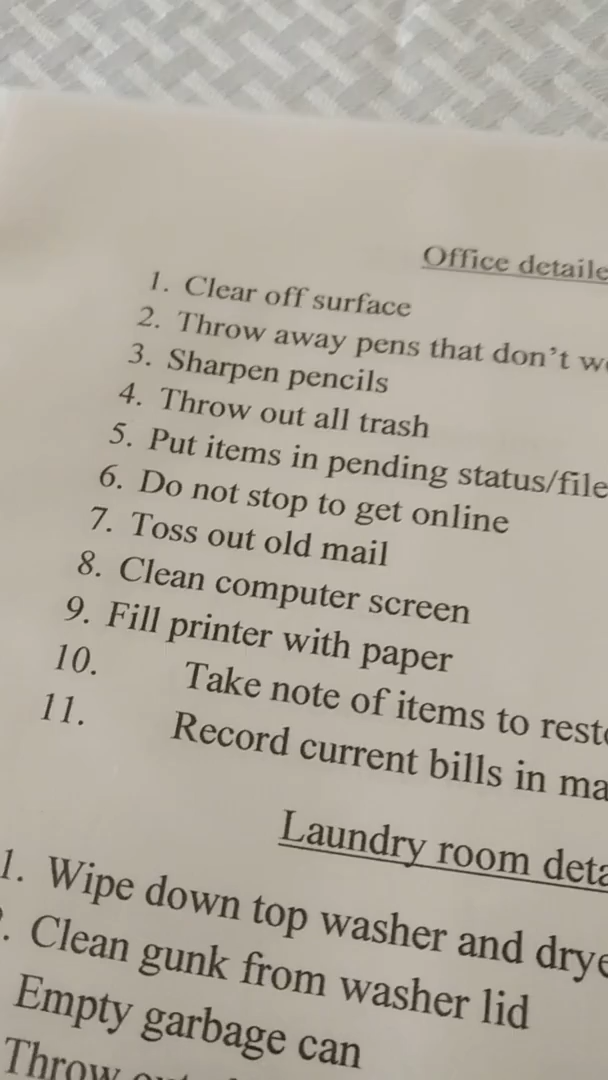 Office detaile
1. Clear off surface
2. Throw away pens that don't w
3. Sharpen pencils
4. Throw out all trash
5. Put items in pending status/file
6. Do not stop to get online
7. Toss out old mail
8. Clean computer screen
9. Fill printer with paper
10. Take note of items to rest
11. Record current bills in ma
Laundry room deta
1. Wipe down top washer and drye
. Clean gunk from washer lid
Empty garbage can
Throw